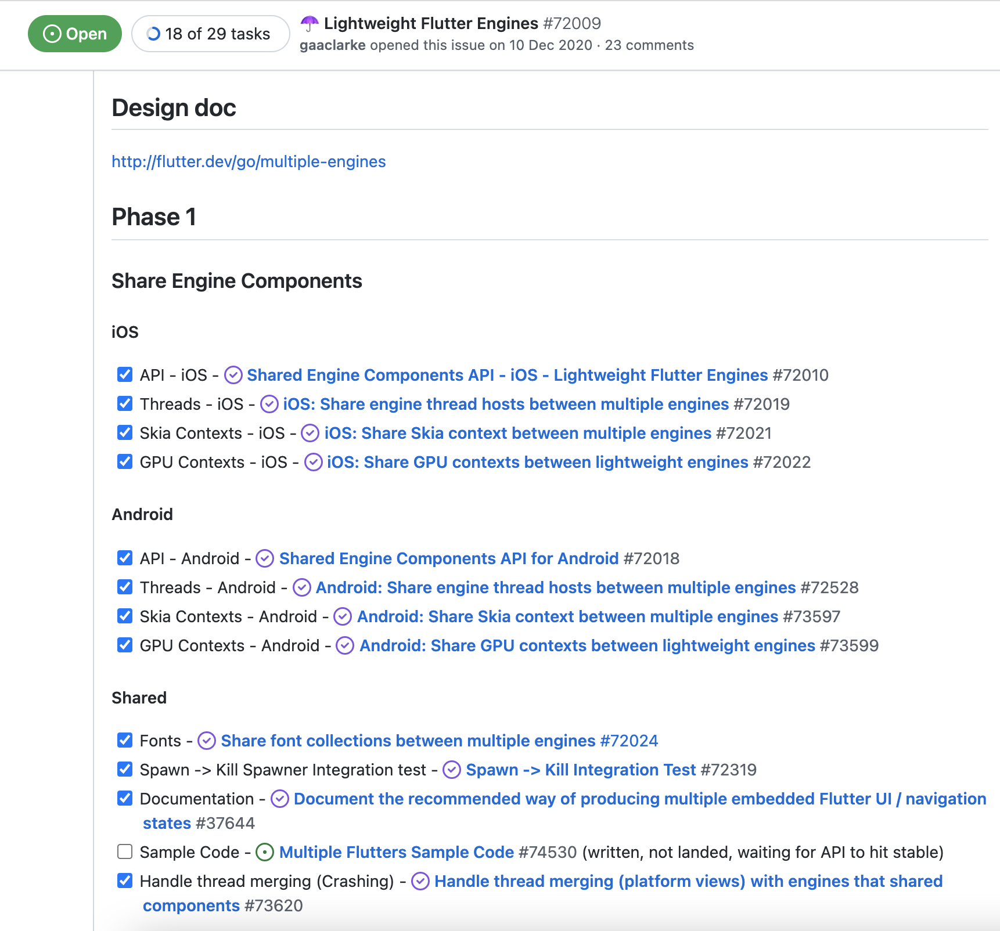 Open
18 of 29 tasks
Lightweight Flutter Engines #72009
gaaclarke opened this issue on 10 Dec 2020 · 23 comments
Design doc
http://flutter.dev/go/multiple-engines
Phase 1
Share Engine Components
iOS
API - iOS - Shared Engine Components API - iOS - Lightweight Flutter Engines #72010
Threads - iOS - iOS: Share engine thread hosts between multiple engines #72019
Skia Contexts - iOS - iOS: Share Skia context between multiple engines #72021
GPU Contexts - iOS - iOS: Share GPU contexts between lightweight engines #72022
Android
API - Android - Shared Engine Components API for Android #72018
Threads - Android - Android: Share engine thread hosts between multiple engines #72528
Skia Contexts - Android - Android: Share Skia context between multiple engines #73597
GPU Contexts - Android - Android: Share GPU contexts between lightweight engines #73599
Shared
Fonts - Share font collections between multiple engines #72024
Spawn -> Kill Spawner Integration test - Spawn -> Kill Integration Test #72319
Documentation - Document the recommended way of producing multiple embedded Flutter UI / navigation
states #37644
Sample Code - Multiple Flutters Sample Code #74530 (written, not landed, waiting for API to hit stable)
Handle thread merging (Crashing) - Handle thread merging (platform views) with engines that shared
components #73620